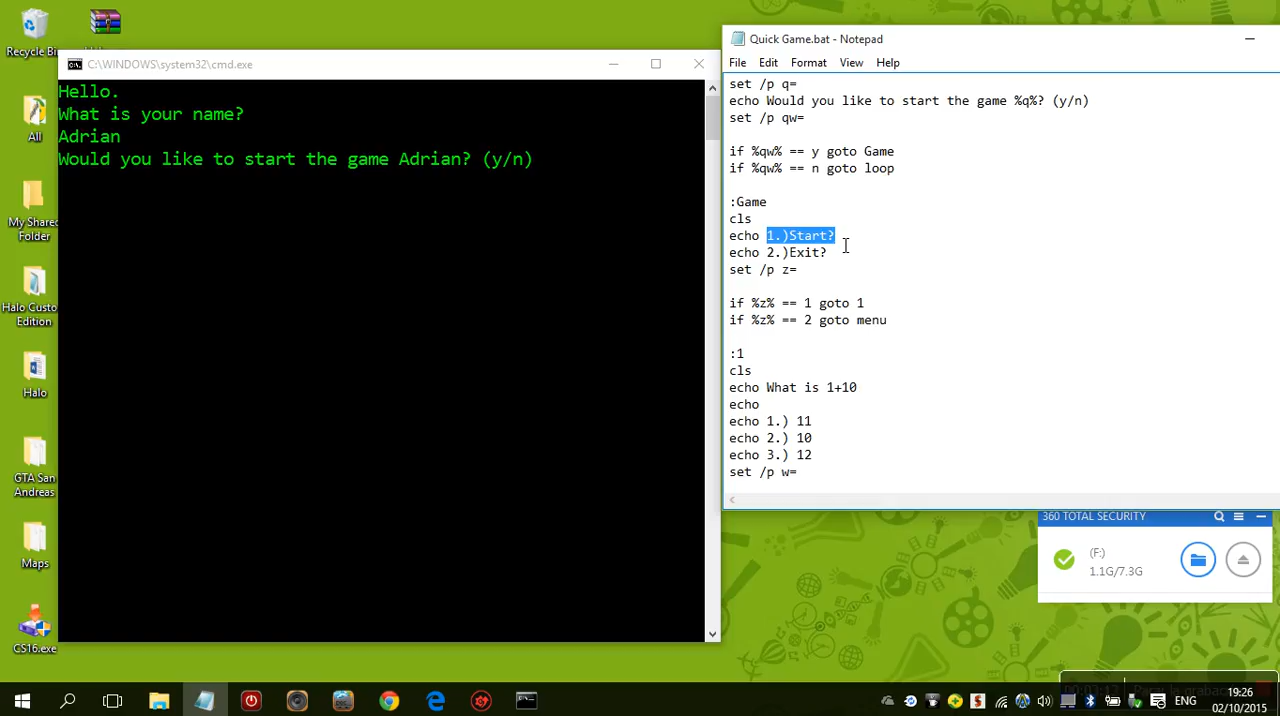 Recycle Bi
All
My Shared
Folder
Halo Custo
Edition
Halo
GTA San
Andreas
Maps
CS16.exe
C:\WINDOWS\system32\cmd.exe
Hello.
What is your name?
Adrian
Would you like to start the game Adrian? (y/n)
Quick Game.bat - Notepad
File Edit Format View Help
set /p q=
echo Would you like to start the game %q%? (y/n)
set /p qw=
if %qw% == y goto Game
if %qw% == n goto loop
:Game
cls
echo 1.)Start?
echo 2.)Exit?
set /p z=
if %z% == 1 goto 1
if %z% == 2 goto menu
:1
cls
echo What is 1+10
echo
echo 1.) 11
echo 2.) 10
echo 3.) 12
set /p w=
360 TOTAL SECURITY
(F:)
1.1G/7.3G
ENG
19:26
02/10/2015